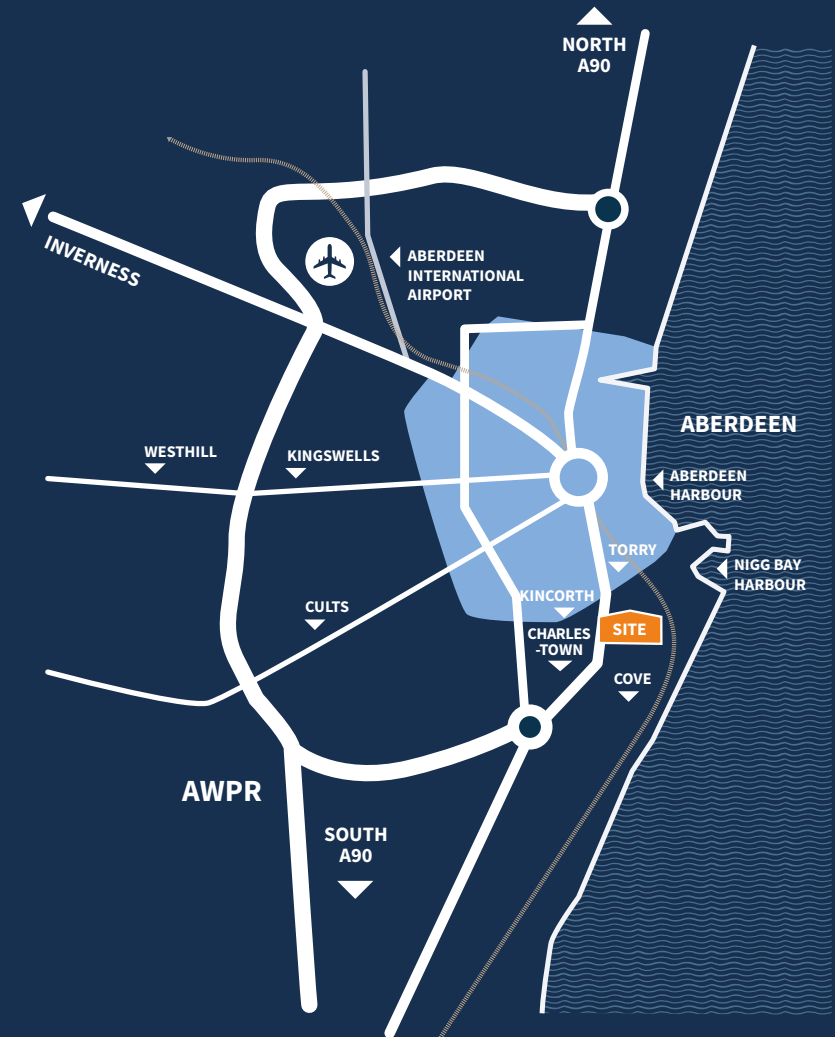 NORTH
A90
INVERNESS
ABERDEEN
INTERNATIONAL
AIRPORT
ABERDEEN
WESTHILL
KINGSWELLS
ABERDEEN
HARBOUR
TORRY
NIGG BAY
HARBOUR
KINCORTH
CULTS
CHARLES
-TOWN
SITE
COVE
AWPR
SOUTH
A90